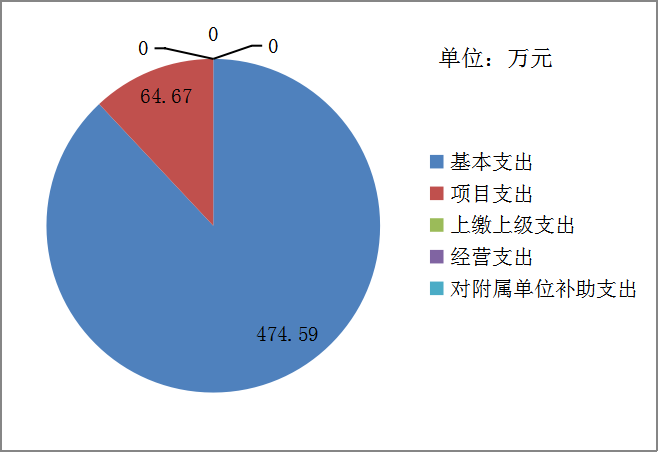 0
0
0
单位：万元
64.67
基本支出
项目支出
上缴上级支出
经营支出
对附属单位补助支出
474.59